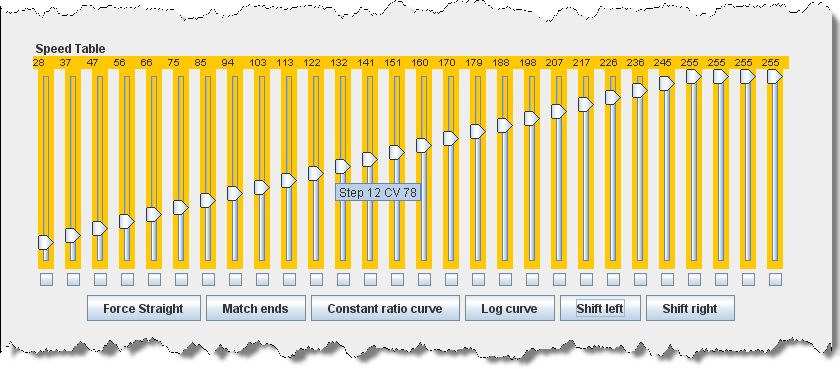 Speed Table
28 37 47 56 66 75 85 94 103 113 122 132 141 151 160 170 179 188 198 207 217 226 236 245 255 255 255 255
Step 12 CV 78
Force Straight Match ends Constant ratio curve Log curve Shift left Shift right